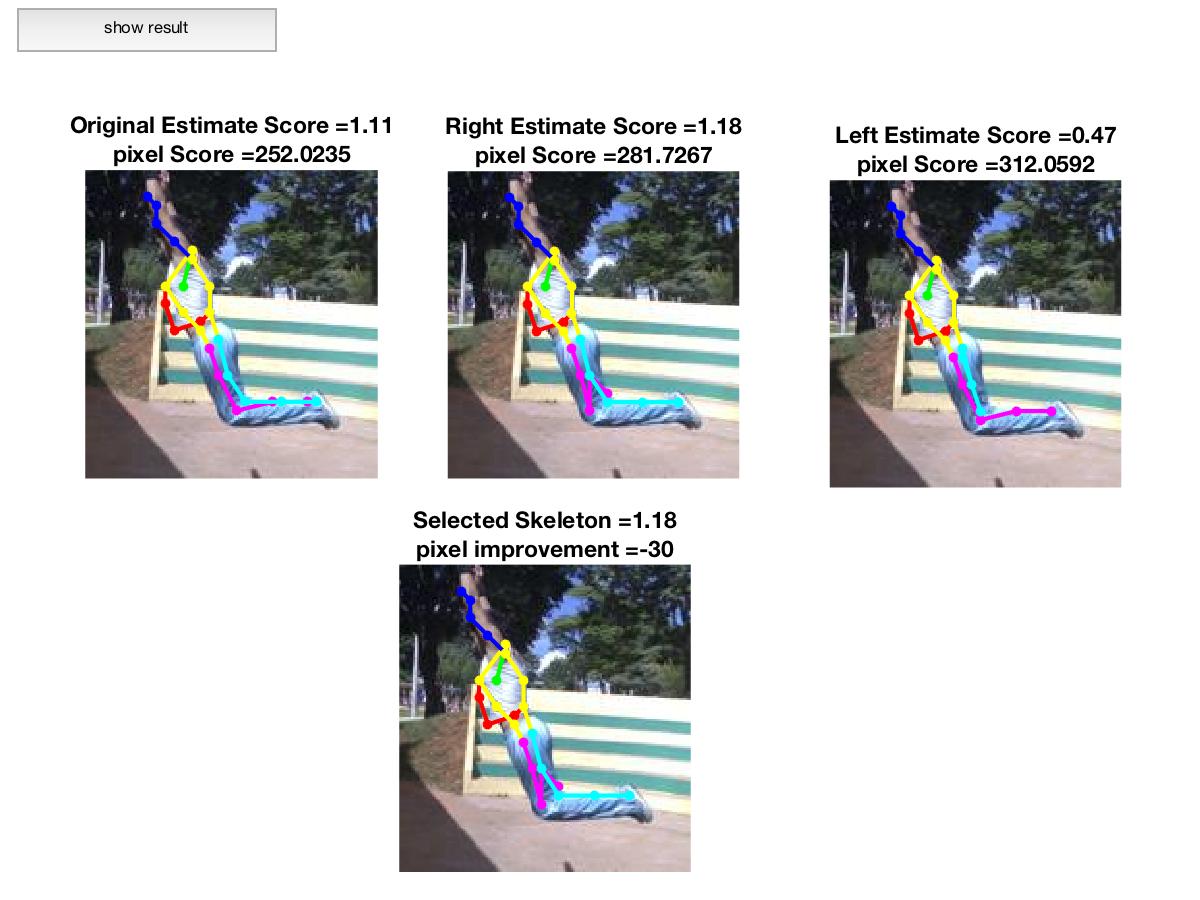 show result
Original Estimate Score =1.11
pixel Score =252.0235
Right Estimate Score =1.18
pixel Score =281.7267
Left Estimate Score =0.47
pixel Score =312.0592
Selected Skeleton =1.18
pixel improvement =-30